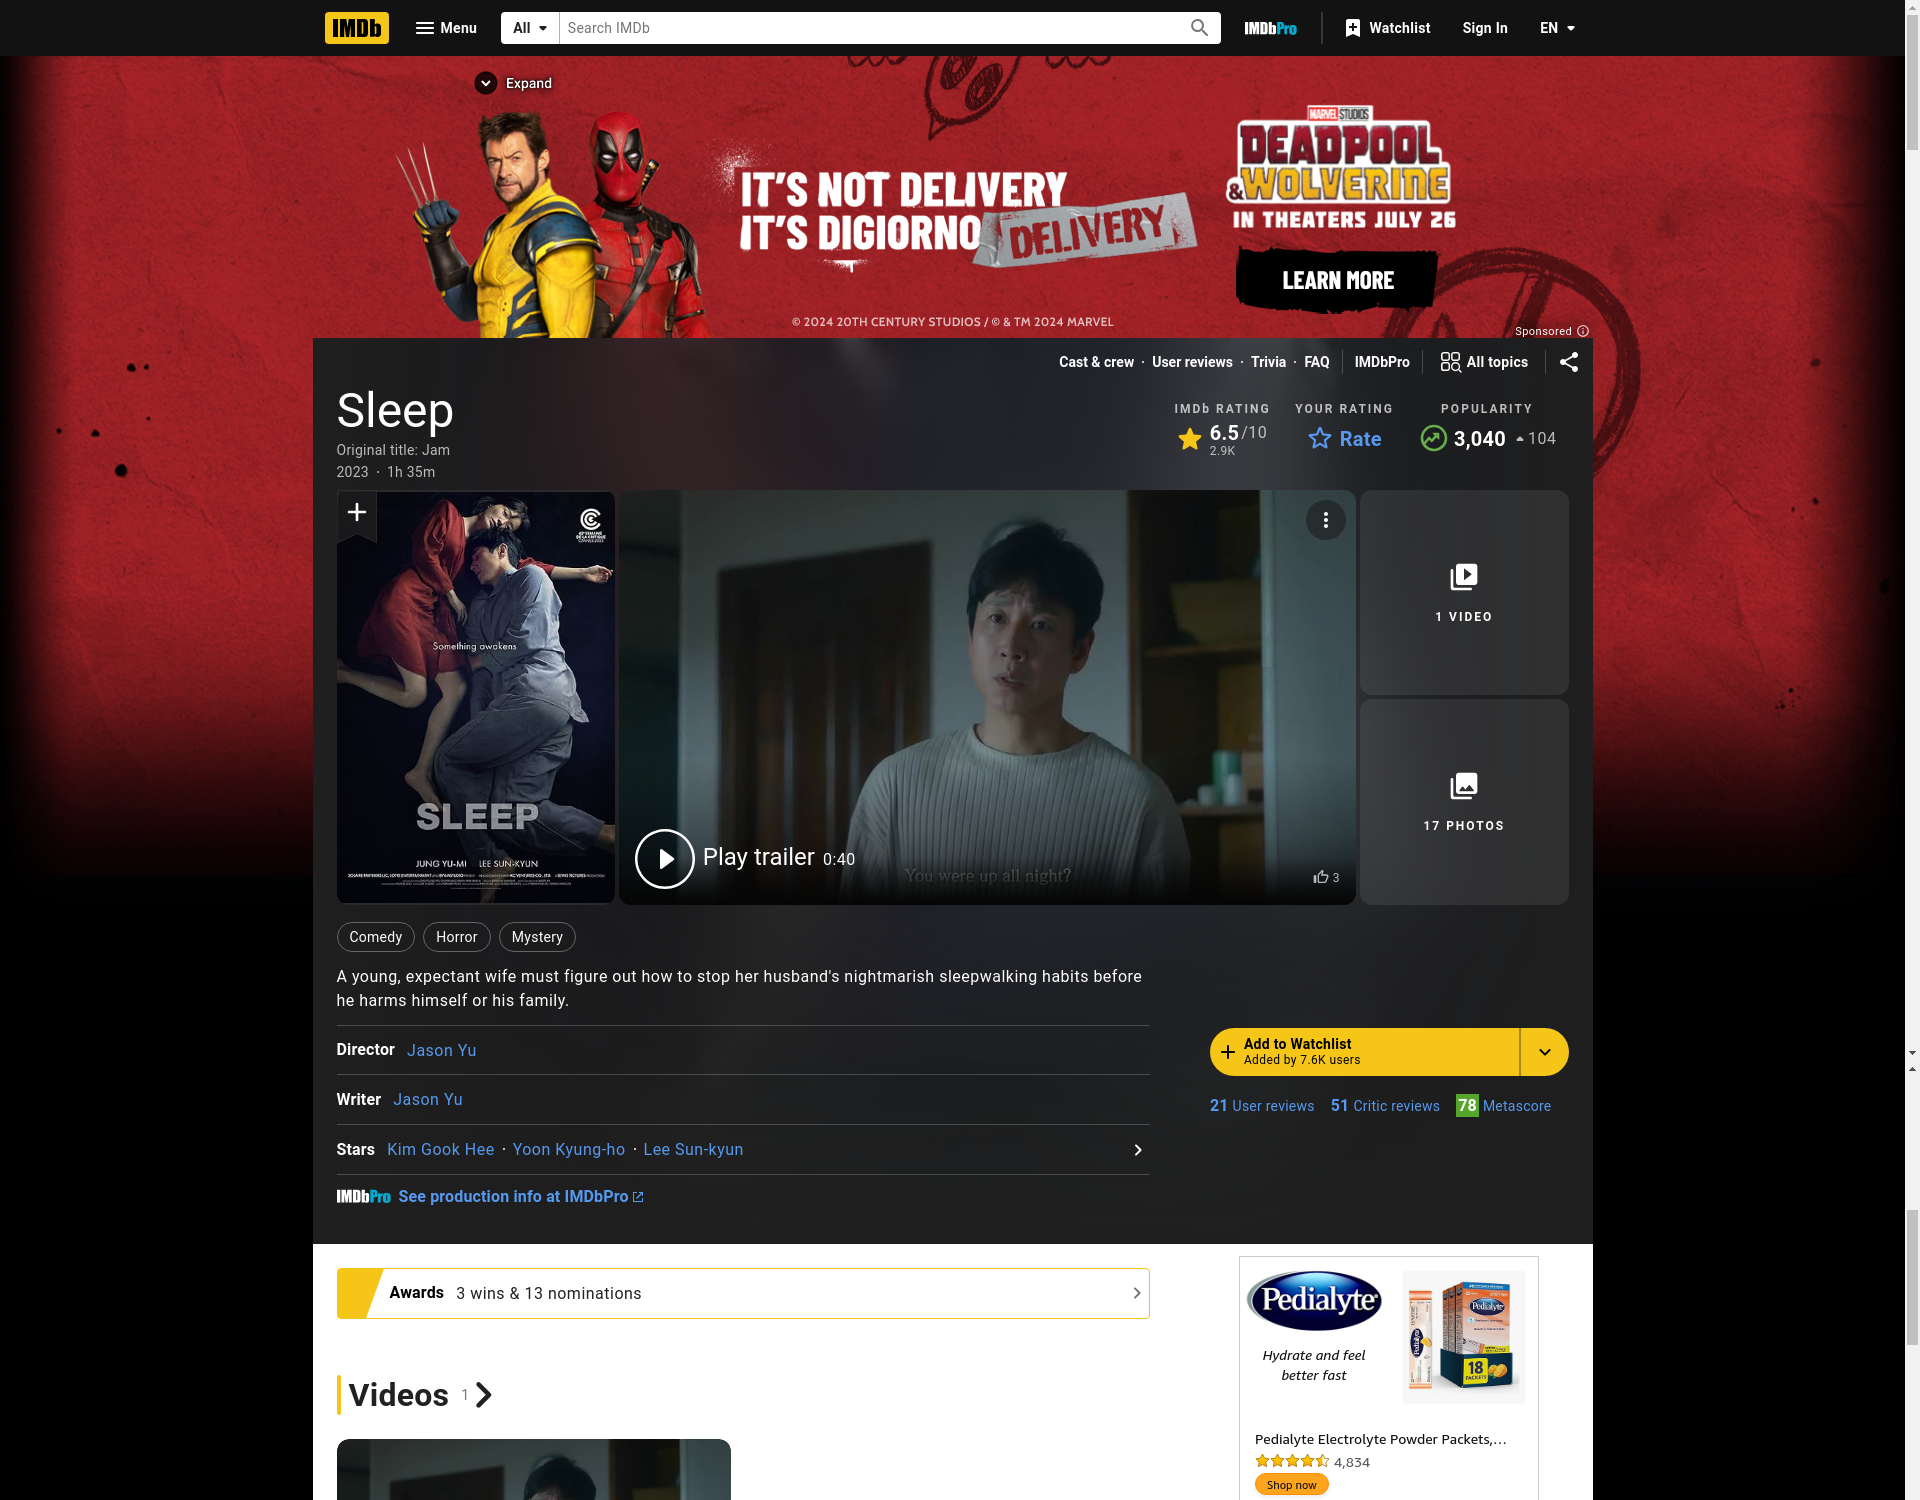 IMDb
Menu
All
Search IMDb
IMDbPro
Watchlist
Sign In
EN
Expand
IT'S NOT DELIVERY
IT'S DIGIORNO DELIVERY
MARVEL STUDIOS
DEADPOOL
& WOLVERINE
IN THEATERS JULY 26
LEARN MORE
© 2024 20TH CENTURY STUDIOS / © & TM 2024 MARVEL
Sponsored
Cast & crew · User reviews · Trivia · FAQ
IMDbPro
All topics
Sleep
Original title: Jam
2023 · 1h 35m
IMDb RATING
6.5/10
2.9K
YOUR RATING
Rate
POPULARITY
3,040
104
Something awakens
SLEEP
JUNG YU-MI LEE SUN-KYUN
Play trailer 0:40
You were up all night?
3
1 VIDEO
17 PHOTOS
Comedy
Horror
Mystery
A young, expectant wife must figure out how to stop her husband's nightmarish sleepwalking habits before
he harms himself or his family.
Director Jason Yu
Writer Jason Yu
Stars Kim Gook Hee · Yoon Kyung-ho · Lee Sun-kyun
IMDbPro See production info at IMDbPro
Add to Watchlist
Added by 7.6K users
21 User reviews
51 Critic reviews
78 Metascore
Awards 3 wins & 13 nominations
Videos 1
Pedialyte
Hydrate and feel
better fast
Pedialyte
18
PACKETS
Pedialyte Electrolyte Powder Packets,...
4,834
Shop now